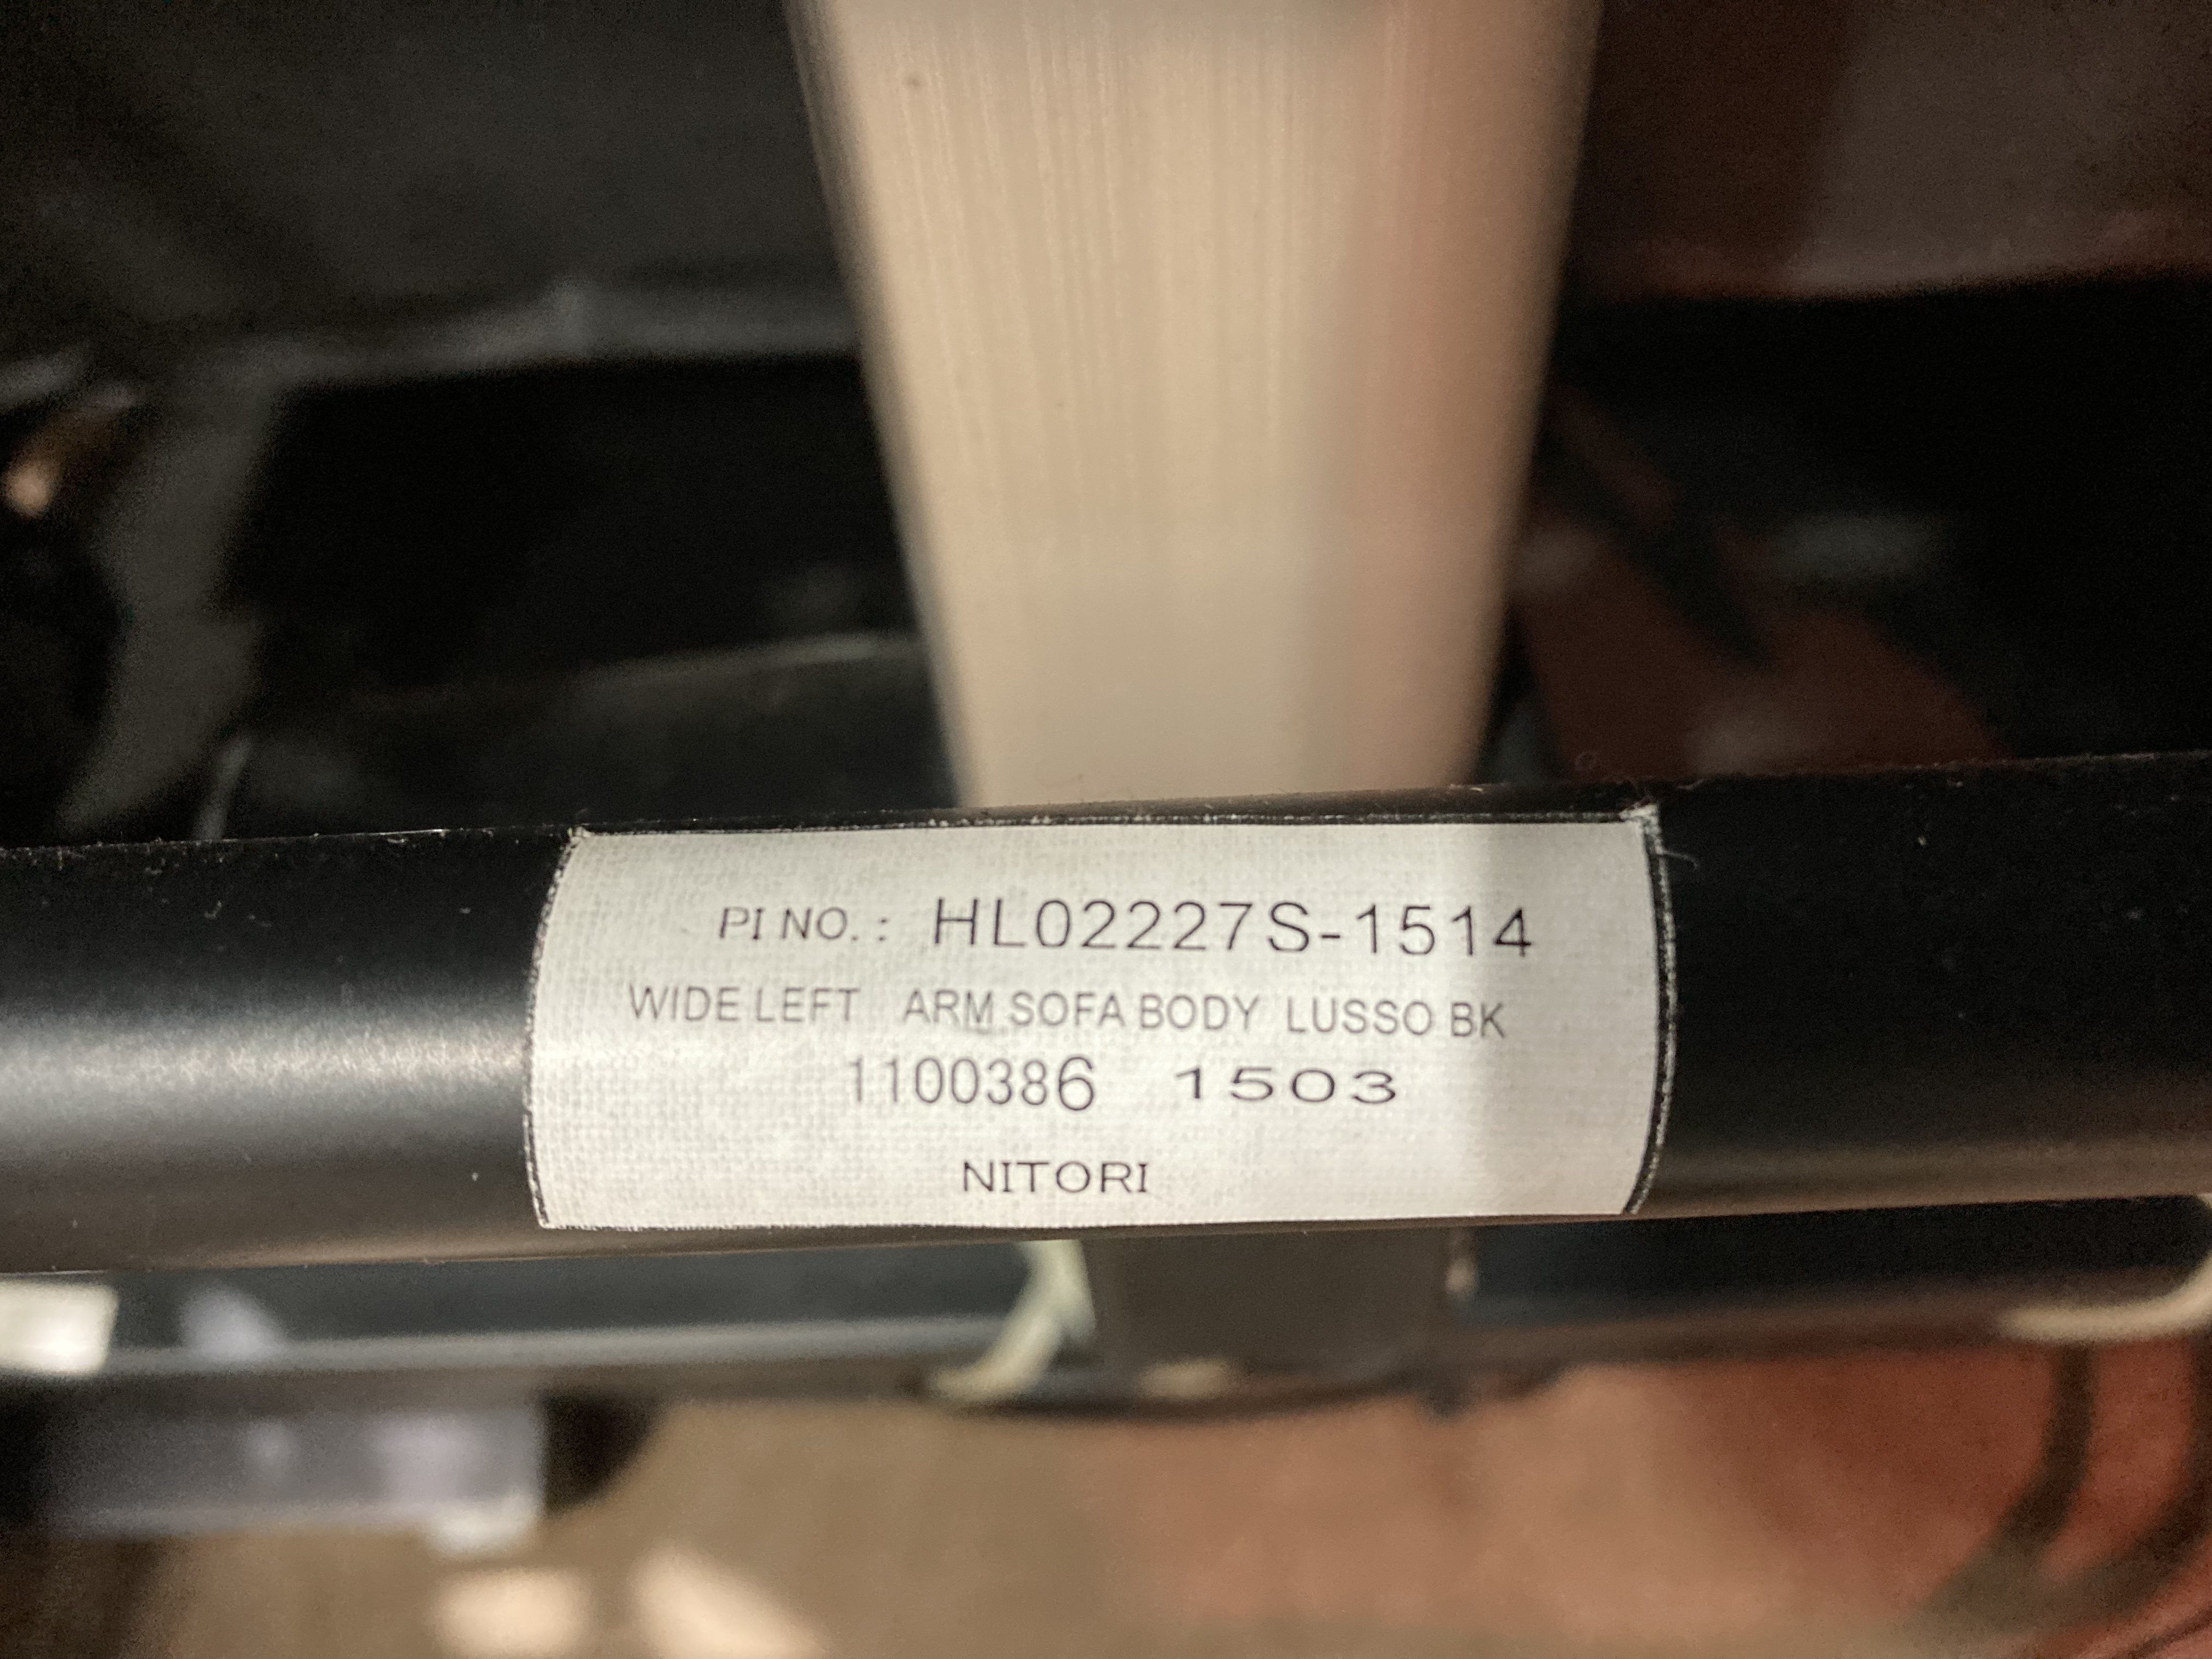 PI NO. : HL02227S-1514
WIDE LEFT ARM SOFA BODY LUSSO BK
1100386 1503
NITORI